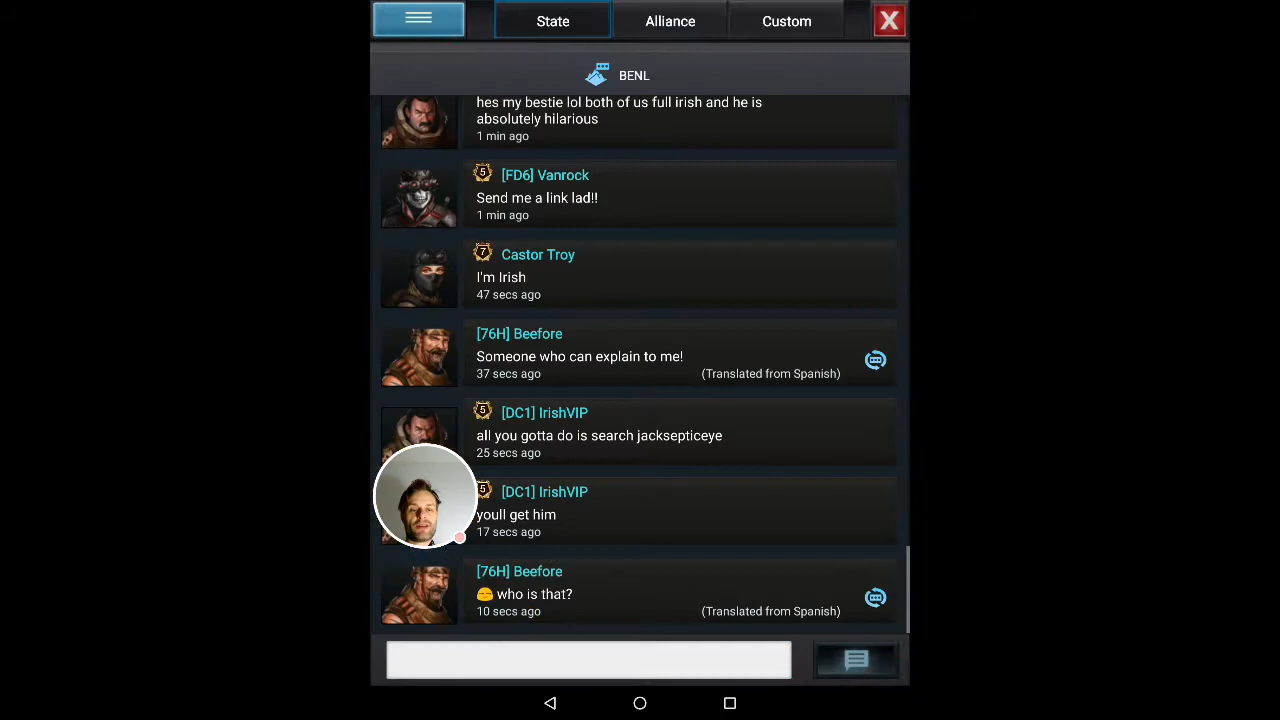 State
Alliance
Custom
X
BENL
hes my bestie lol both of us full irish and he is
absolutely hilarious
1 min ago
5 [FD6] Vanrock
Send me a link lad!!
1 min ago
7 Castor Troy
I'm Irish
47 secs ago
[76H] Beefore
Someone who can explain to me!
37 secs ago (Translated from Spanish)
5 [DC1] IrishVIP
all you gotta do is search jacksepticeye
25 secs ago
5 [DC1] IrishVIP
youll get him
17 secs ago
[76H] Beefore
😑 who is that?
10 secs ago (Translated from Spanish)